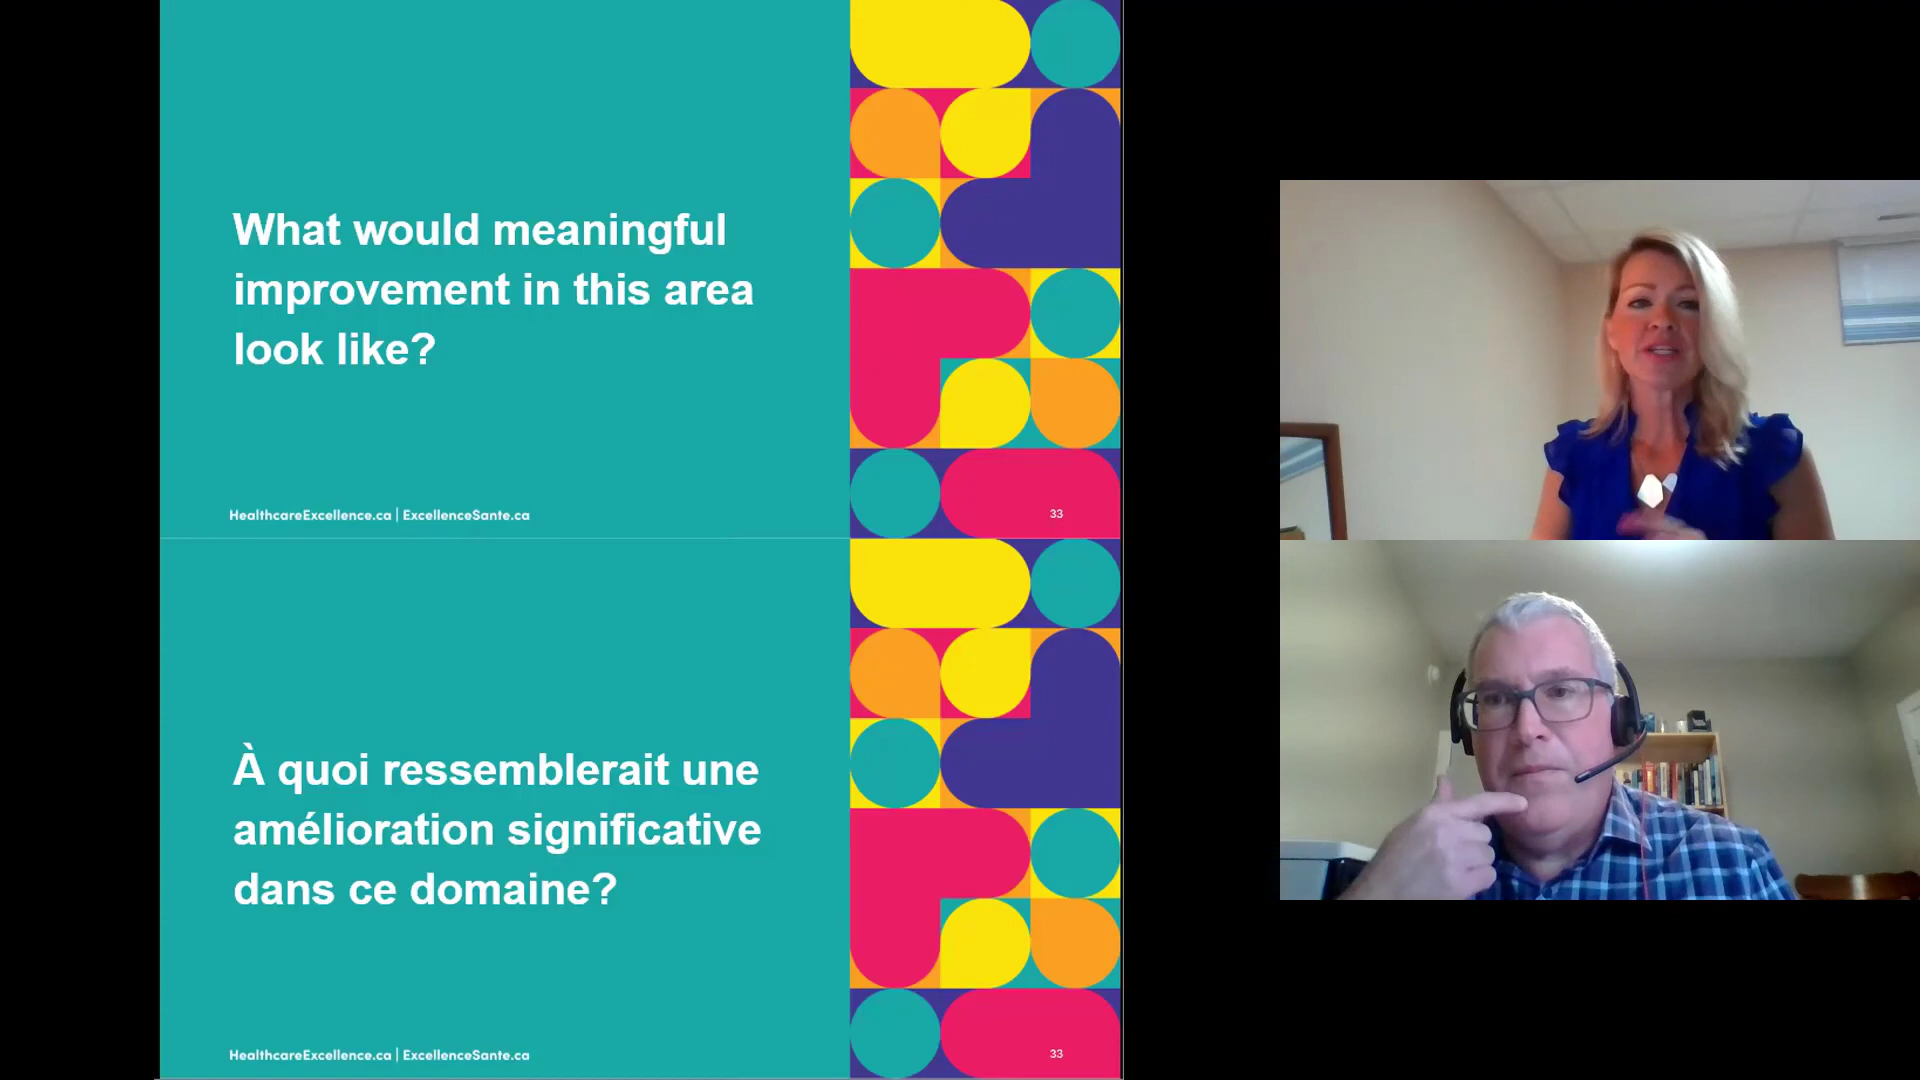 What would meaningful
improvement in this area
look like?
HealthcareExcellence.ca | ExcellenceSante.ca
33
À quoi ressemblerait une
amélioration significative
dans ce domaine?
HealthcareExcellence.ca | ExcellenceSante.ca
33